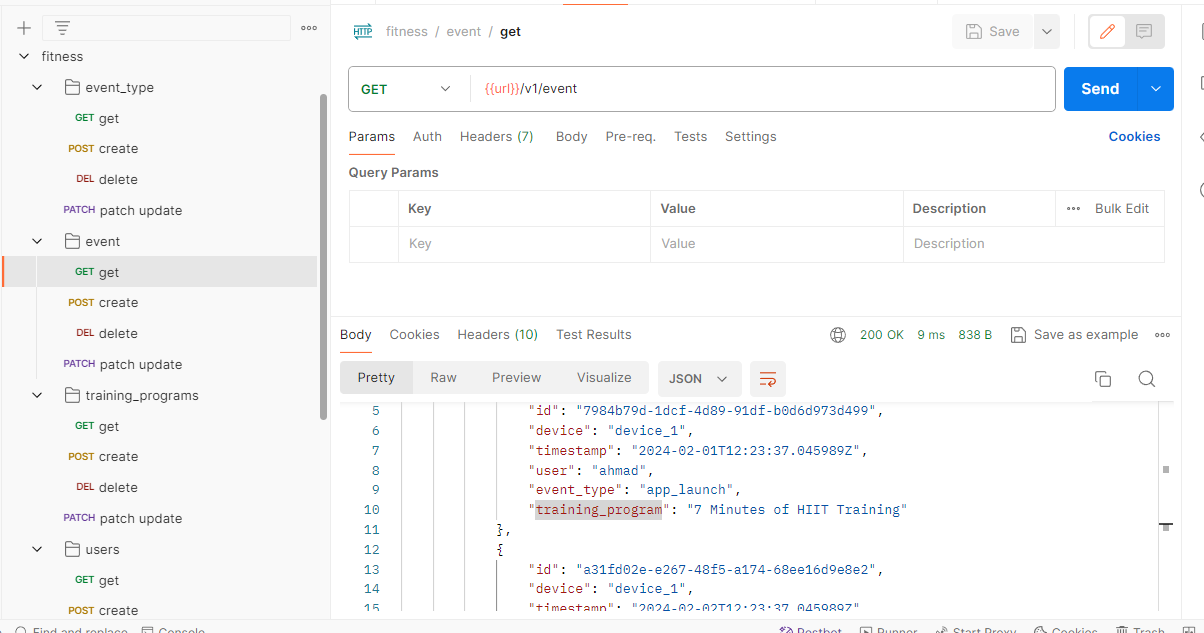 fitness
event_type
GET get
POST create
DEL delete
PATCH patch update
event
GET get
POST create
DEL delete
PATCH patch update
training_programs
GET get
POST create
DEL delete
PATCH patch update
users
GET get
POST create
HTTP fitness / event / get
Save
GET {{url}}/v1/event
Send
Params Auth Headers (7) Body Pre-req. Tests Settings
Cookies
Query Params
Key Value Description Bulk Edit
Key Value Description
Body Cookies Headers (10) Test Results
200 OK 9 ms 838 B Save as example
Pretty Raw Preview Visualize JSON
5 "id": "7984b79d-1dcf-4d89-91df-b0d6d973d499",
6 "device": "device_1",
7 "timestamp": "2024-02-01T12:23:37.045989Z",
8 "user": "ahmad",
9 "event_type": "app_launch",
10 "training_program": "7 Minutes of HIIT Training"
11 },
12 {
13 "id": "a31fd02e-e267-48f5-a174-68ee16d9e8e2",
14 "device": "device_1",
15 "timestamp": "2024-02-02T12:23:37.045989Z"
Find and replace Console
Postbot Runner Start Proxy Cookies Trash